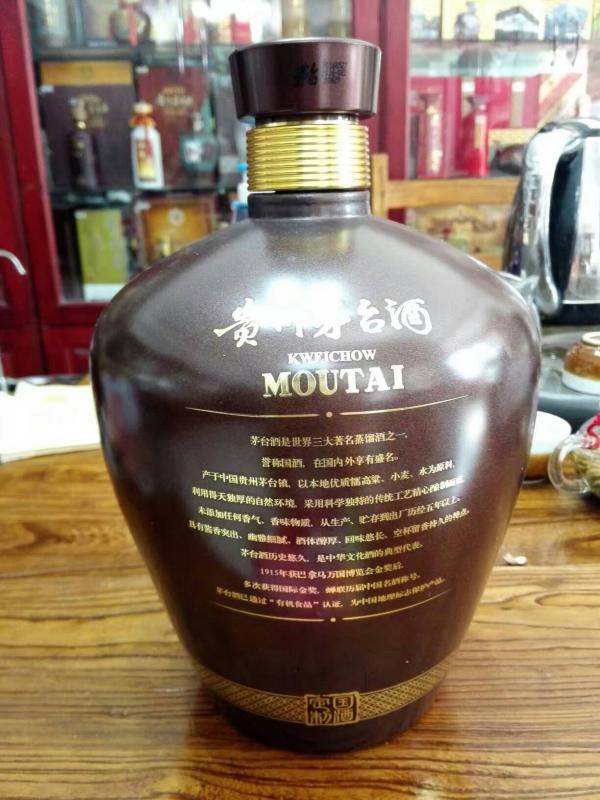 贵州茅台酒
KWEICHOW
MOUTAI
茅台酒是世界三大著名蒸馏酒之一,
誉称国酒, 在国内外享有盛名。
产于中国贵州茅台镇, 以本地优质糯高粱、小麦、水为原料,
利用得天独厚的自然环境, 采用科学独特的传统工艺精心酿制而成,
未添加任何香气、香味物质。从生产、贮存到出厂历经五年以上。
具有酱香突出、幽雅细腻、酒体醇厚、回味悠长、空杯留香持久的特点。
茅台酒历史悠久, 是中华文化酒的典型代表。
1915年获巴拿马万国博览会金奖后,
多次获得国际金奖, 蝉联历届中国名酒称号。
茅台酒已通过“有机食品”认证, 为中国地理标志保护产品。
国酒
定制